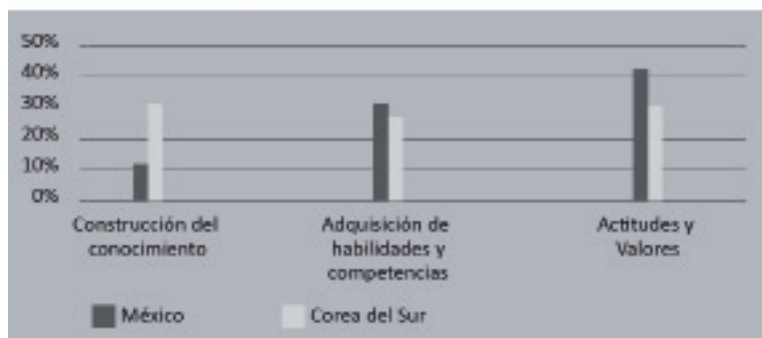 50%
40%
30%
20%
10%
0%
Construcción del
conocimiento
Adquisición de
habilidades y
competencias
Actitudes y
Valores
México
Corea del Sur